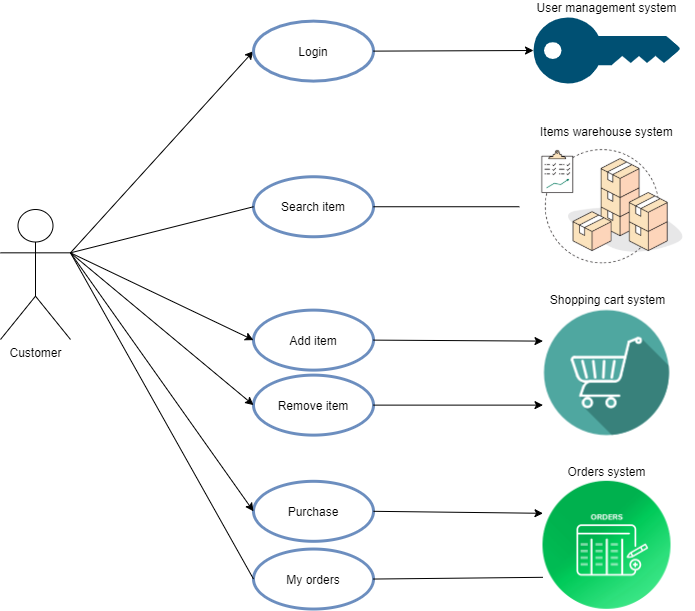 User management system
Login
Items warehouse system
Search item
Shopping cart system
Add item
Customer
Remove item
Orders system
ORDERS
Purchase
My orders